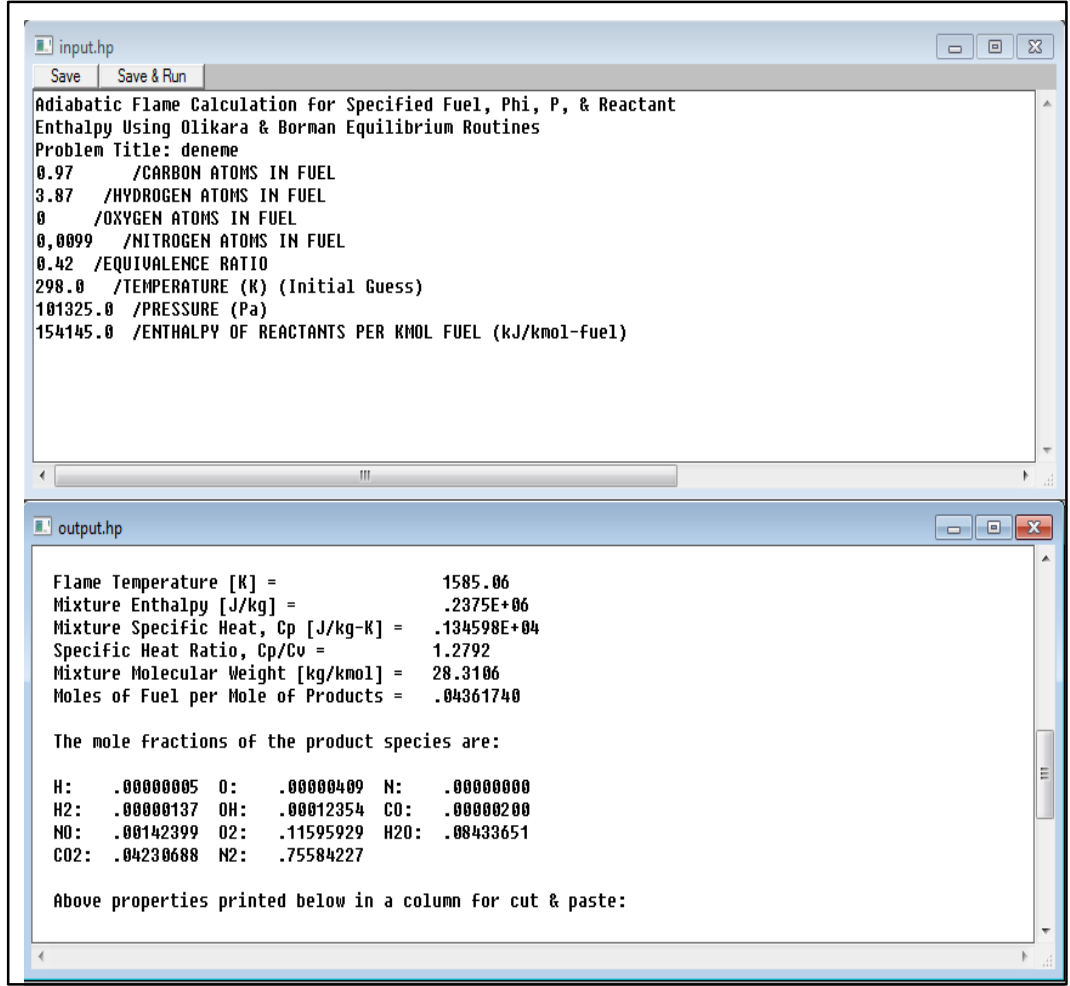 input.hp
Save Save & Run
Adiabatic Flame Calculation for Specified Fuel, Phi, P, & Reactant
Enthalpy Using Olikara & Borman Equilibrium Routines
Problem Title: deneme
0.97 /CARBON ATOMS IN FUEL
3.87 /HYDROGEN ATOMS IN FUEL
0 /OXYGEN ATOMS IN FUEL
0,0099 /NITROGEN ATOMS IN FUEL
0.42 /EQUIVALENCE RATIO
298.0 /TEMPERATURE (K) (Initial Guess)
101325.0 /PRESSURE (Pa)
154145.0 /ENTHALPY OF REACTANTS PER KMOL FUEL (kJ/kmol-fuel)
output.hp
Flame Temperature [K] = 1585.06
Mixture Enthalpy [J/kg] = .2375E+06
Mixture Specific Heat, Cp [J/kg-K] = .134598E+04
Specific Heat Ratio, Cp/Cv = 1.2792
Mixture Molecular Weight [kg/kmol] = 28.3106
Moles of Fuel per Mole of Products = .04361740
The mole fractions of the product species are:
H: .00000005 O: .00000409 N: .00000000
H2: .00000137 OH: .00012354 CO: .00000200
NO: .00142399 O2: .11595929 H2O: .08433651
CO2: .04230688 N2: .75584227
Above properties printed below in a column for cut & paste: